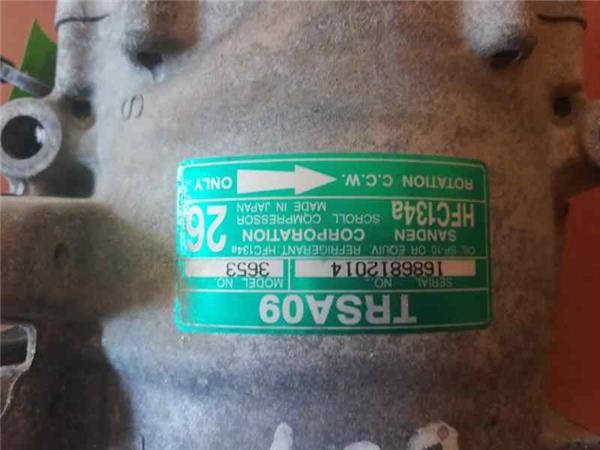 TRSA09
SERIAL NO. MODEL NO.
1686812014 3653
OIL: SP-10 OR EQUIV. REFRIGERANT: HFC134a
SANDEN CORPORATION 26
HFC134a SCROLL COMPRESSOR
MADE IN JAPAN
ROTATION C.C.W. ONLY
S